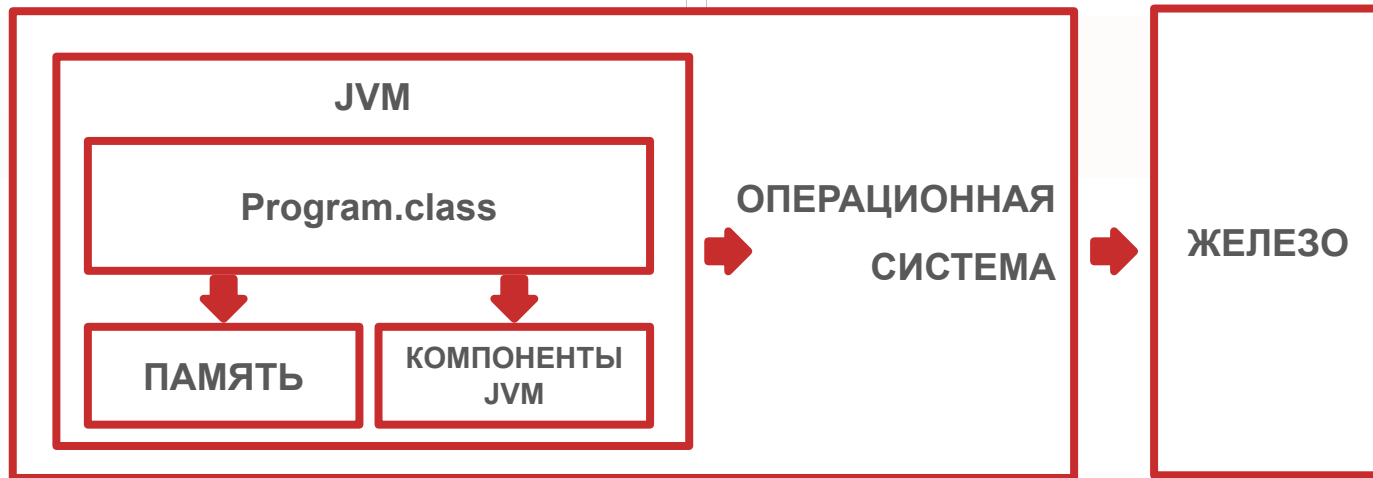 JVM
Program.class
ПАМЯТЬ
КОМПОНЕНТЫ
JVM
ОПЕРАЦИОННАЯ
СИСТЕМА
ЖЕЛЕЗО